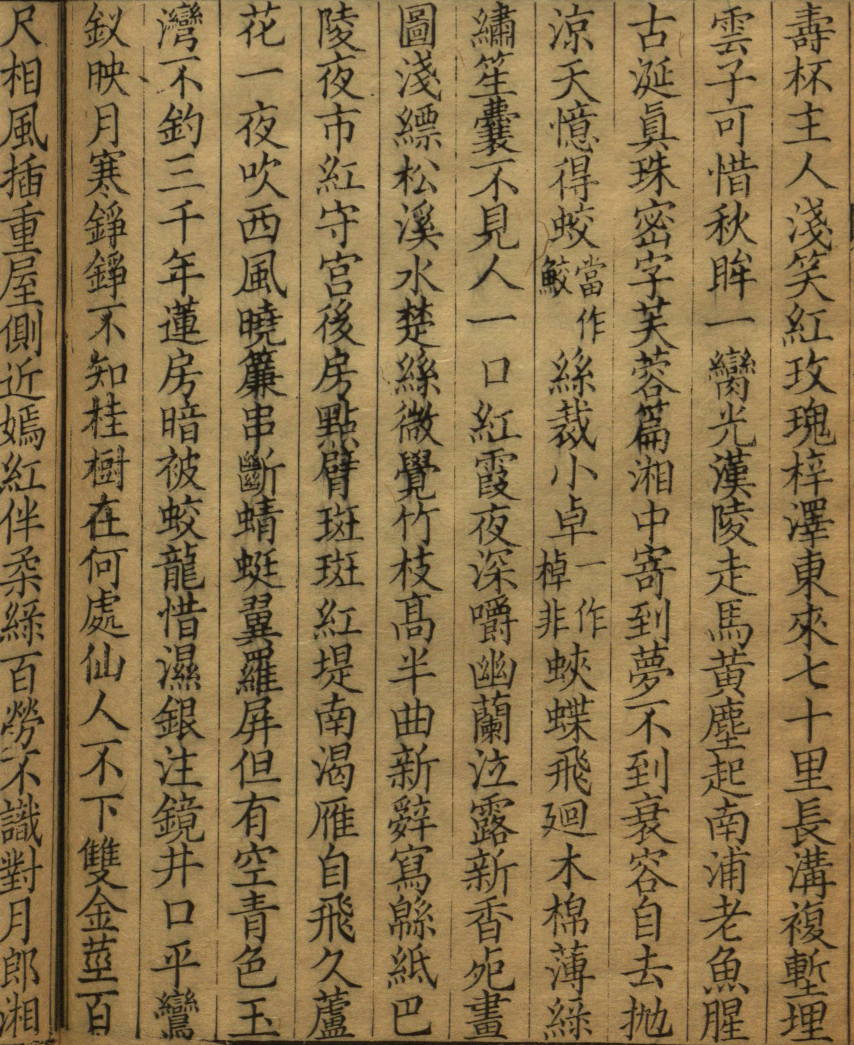 壽杯主人淺笑紅玫瑰梓澤東來七十里長溝複塹埋
雲子可惜秋眸一臠光漢陵走馬黃塵起南浦老魚腥
古涎真珠密字芙蓉篇湘中寄到夢不到衰容自去拋
涼天憶得蛟當作鮫絲裁小卓一作棹非蛺蝶飛廻木棉薄綠
繡笙囊不見人一口紅霞夜深嚼幽蘭泣露新香死畫
圖淺縹松溪水楚絲微覺竹枝高半曲新辭寫緜紙巴
陵夜市紅守宮後房點臂斑斑紅堤南渴雁自飛久蘆
花一夜吹西風曉簾串斷蜻蜓翼羅屏但有空青色玉
灣不釣三千年蓮房暗被蛟龍惜濕銀注鏡井口平鸞
釵映月寒錚錚不知桂樹在何處仙人不下雙金莖百
尺相風插重屋側近嫣紅伴柔綠百勞不識對月郎湘